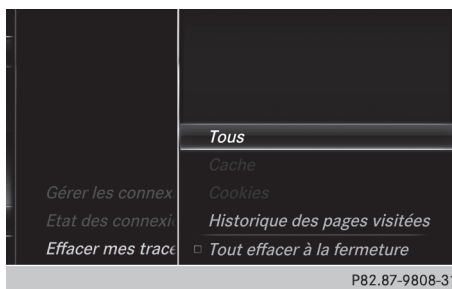 Tous
Cache
Gérer les connex
Cookies
Etat des connexi
Historique des pages visitées
Effacer mes trace
Tout effacer à la fermeture
P82.87-9808-31